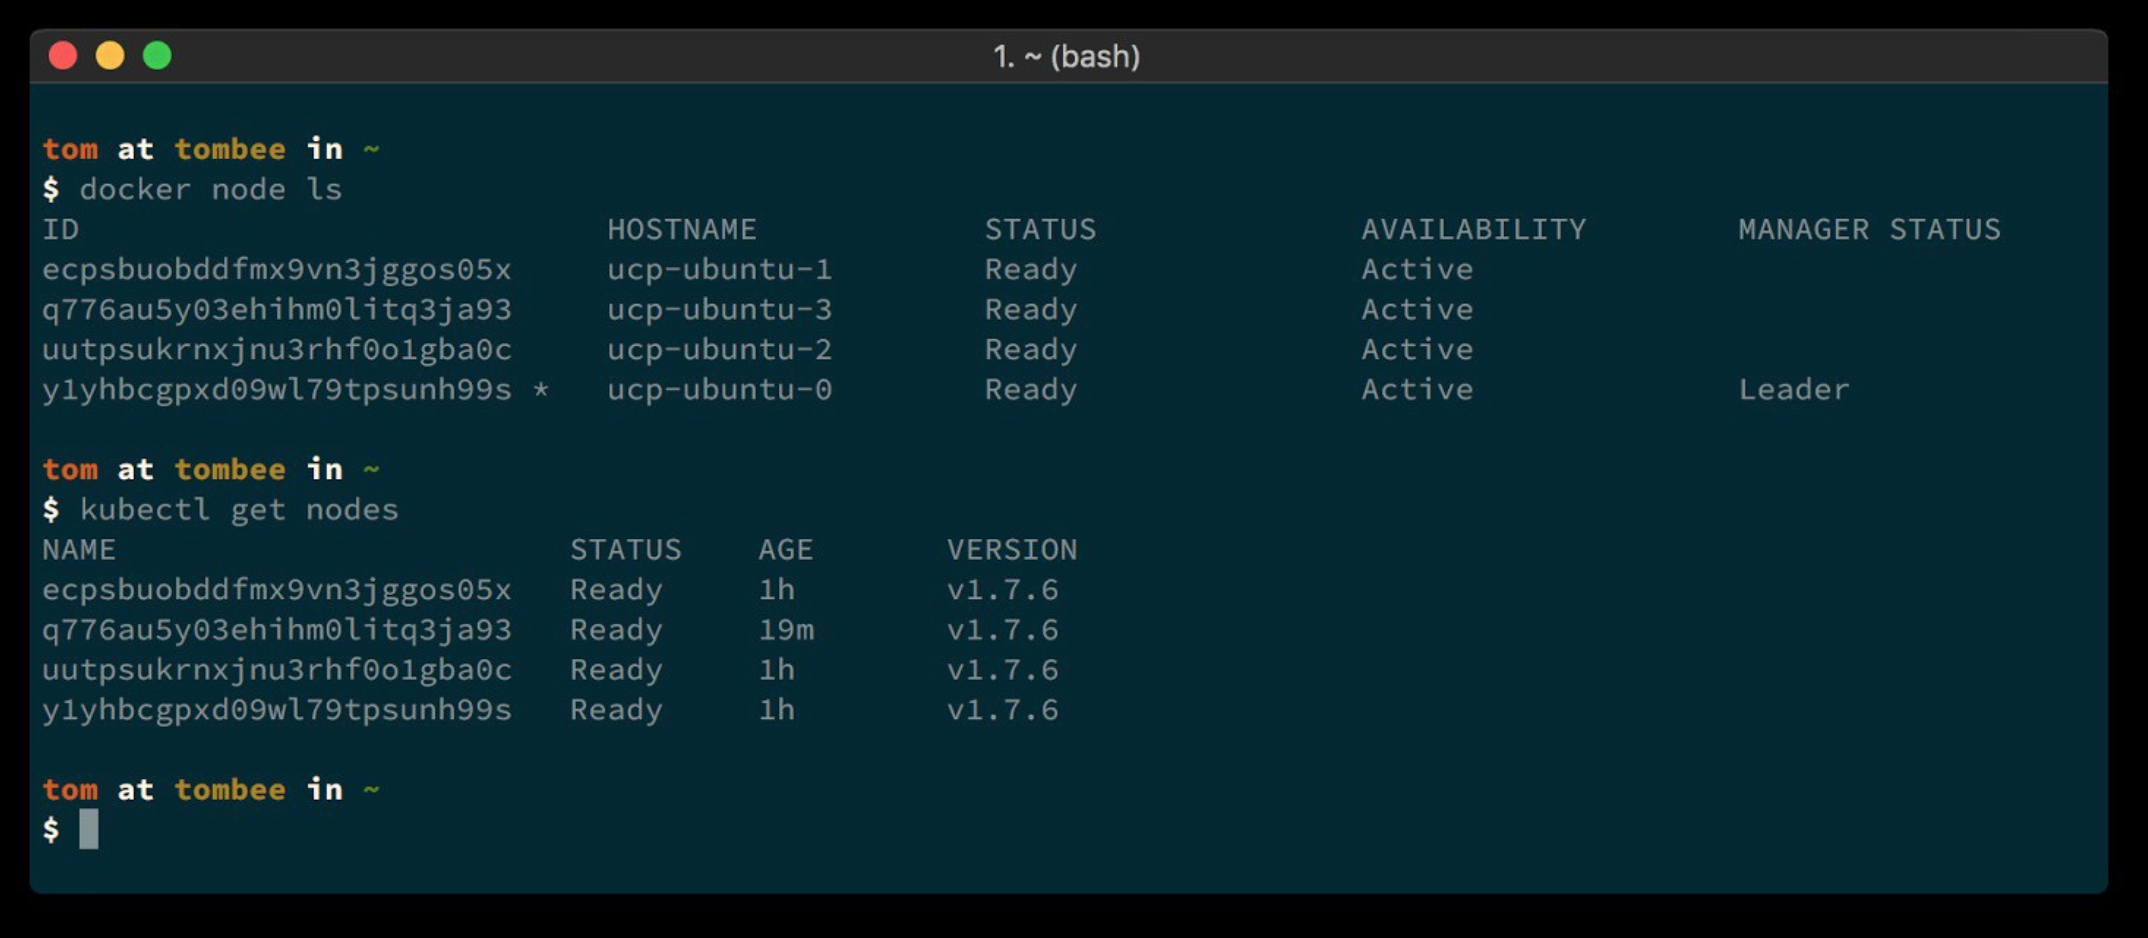 1. ~ (bash)
tom at tombee in ~
$ docker node ls
ID HOSTNAME STATUS AVAILABILITY MANAGER STATUS
ecpsbuobddfmx9vn3jggos05x ucp-ubuntu-1 Ready Active
q776au5y03ehihm0litq3ja93 ucp-ubuntu-3 Ready Active
uutpsukrnxjnu3rhf0o1gba0c ucp-ubuntu-2 Ready Active
y1yhbcgpxd09wl79tpsunh99s * ucp-ubuntu-0 Ready Active Leader
tom at tombee in ~
$ kubectl get nodes
NAME STATUS AGE VERSION
ecpsbuobddfmx9vn3jggos05x Ready 1h v1.7.6
q776au5y03ehihm0litq3ja93 Ready 19m v1.7.6
uutpsukrnxjnu3rhf0o1gba0c Ready 1h v1.7.6
y1yhbcgpxd09wl79tpsunh99s Ready 1h v1.7.6
tom at tombee in ~
$